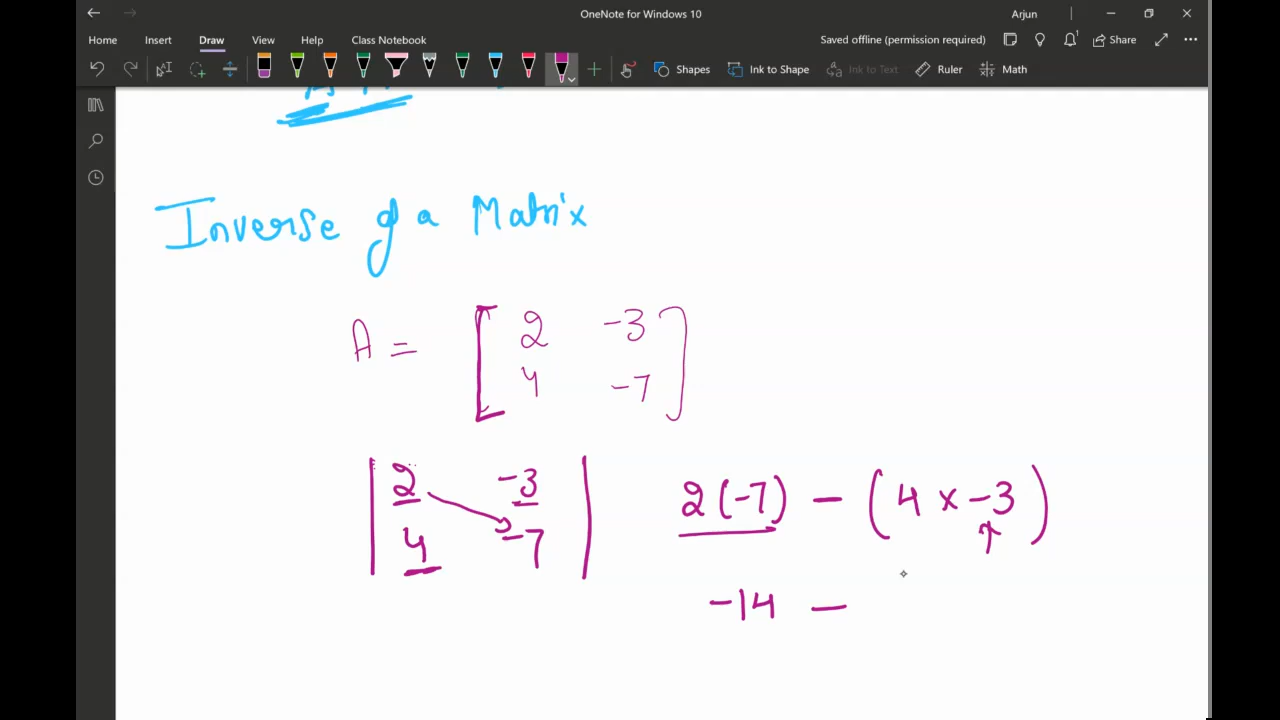 OneNote for Windows 10
Arjun
Home Insert Draw View Help Class Notebook
Saved offline (permission required)
Share
Shapes Ink to Shape Ink to Text Ruler Math
Inverse of a Matrix
A = [ 2 -3
4 -7 ]
| 2 -3 |
| 4 -7 |
2(-7) - (4 x -3)
-14 -